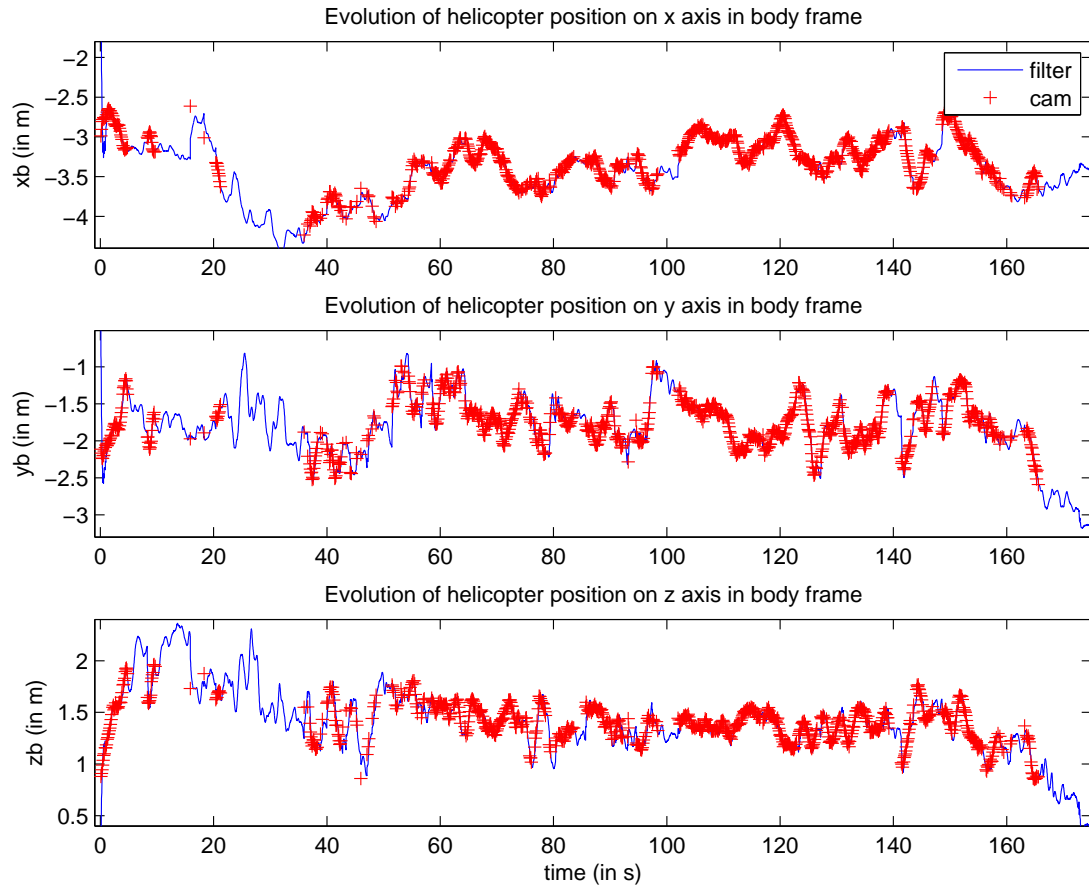 Evolution of helicopter position on x axis in body frame
−2
−2.5
−3
−3.5
−4
xb (in m)
filter
cam
0 20 40 60 80 100 120 140 160
Evolution of helicopter position on y axis in body frame
−1
−1.5
−2
−2.5
−3
yb (in m)
0 20 40 60 80 100 120 140 160
Evolution of helicopter position on z axis in body frame
2
1.5
1
0.5
zb (in m)
0 20 40 60 80 100 120 140 160
time (in s)